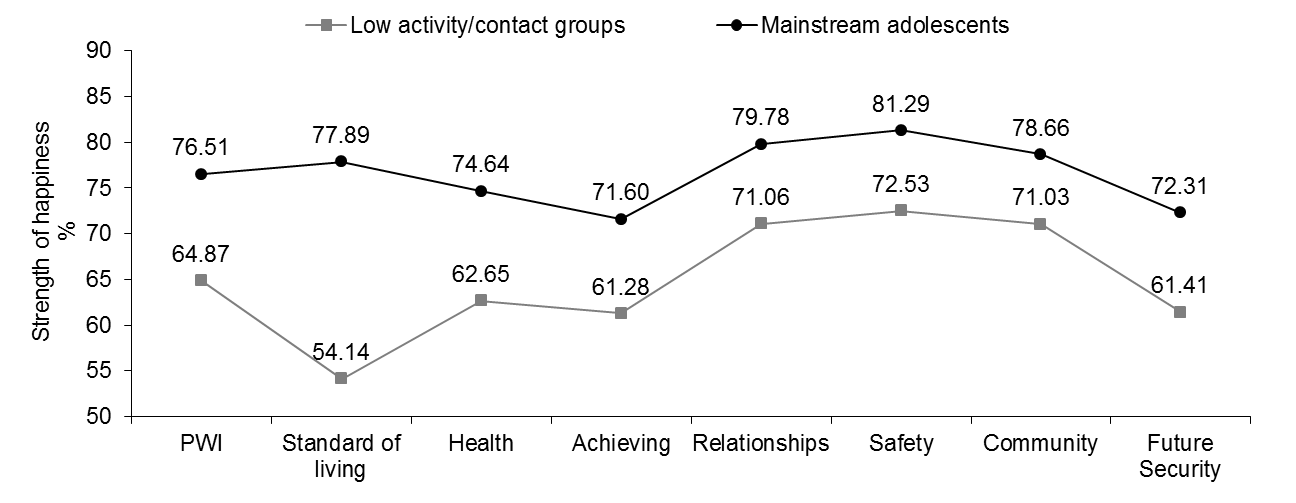 Low activity/contact groups
Mainstream adolescents
Strength of happiness
%
90
85
80
75
70
65
60
55
50
76.51
77.89
74.64
71.60
79.78
81.29
78.66
72.31
64.87
54.14
62.65
61.28
71.06
72.53
71.03
61.41
PWI
Standard of
living
Health
Achieving
Relationships
Safety
Community
Future
Security